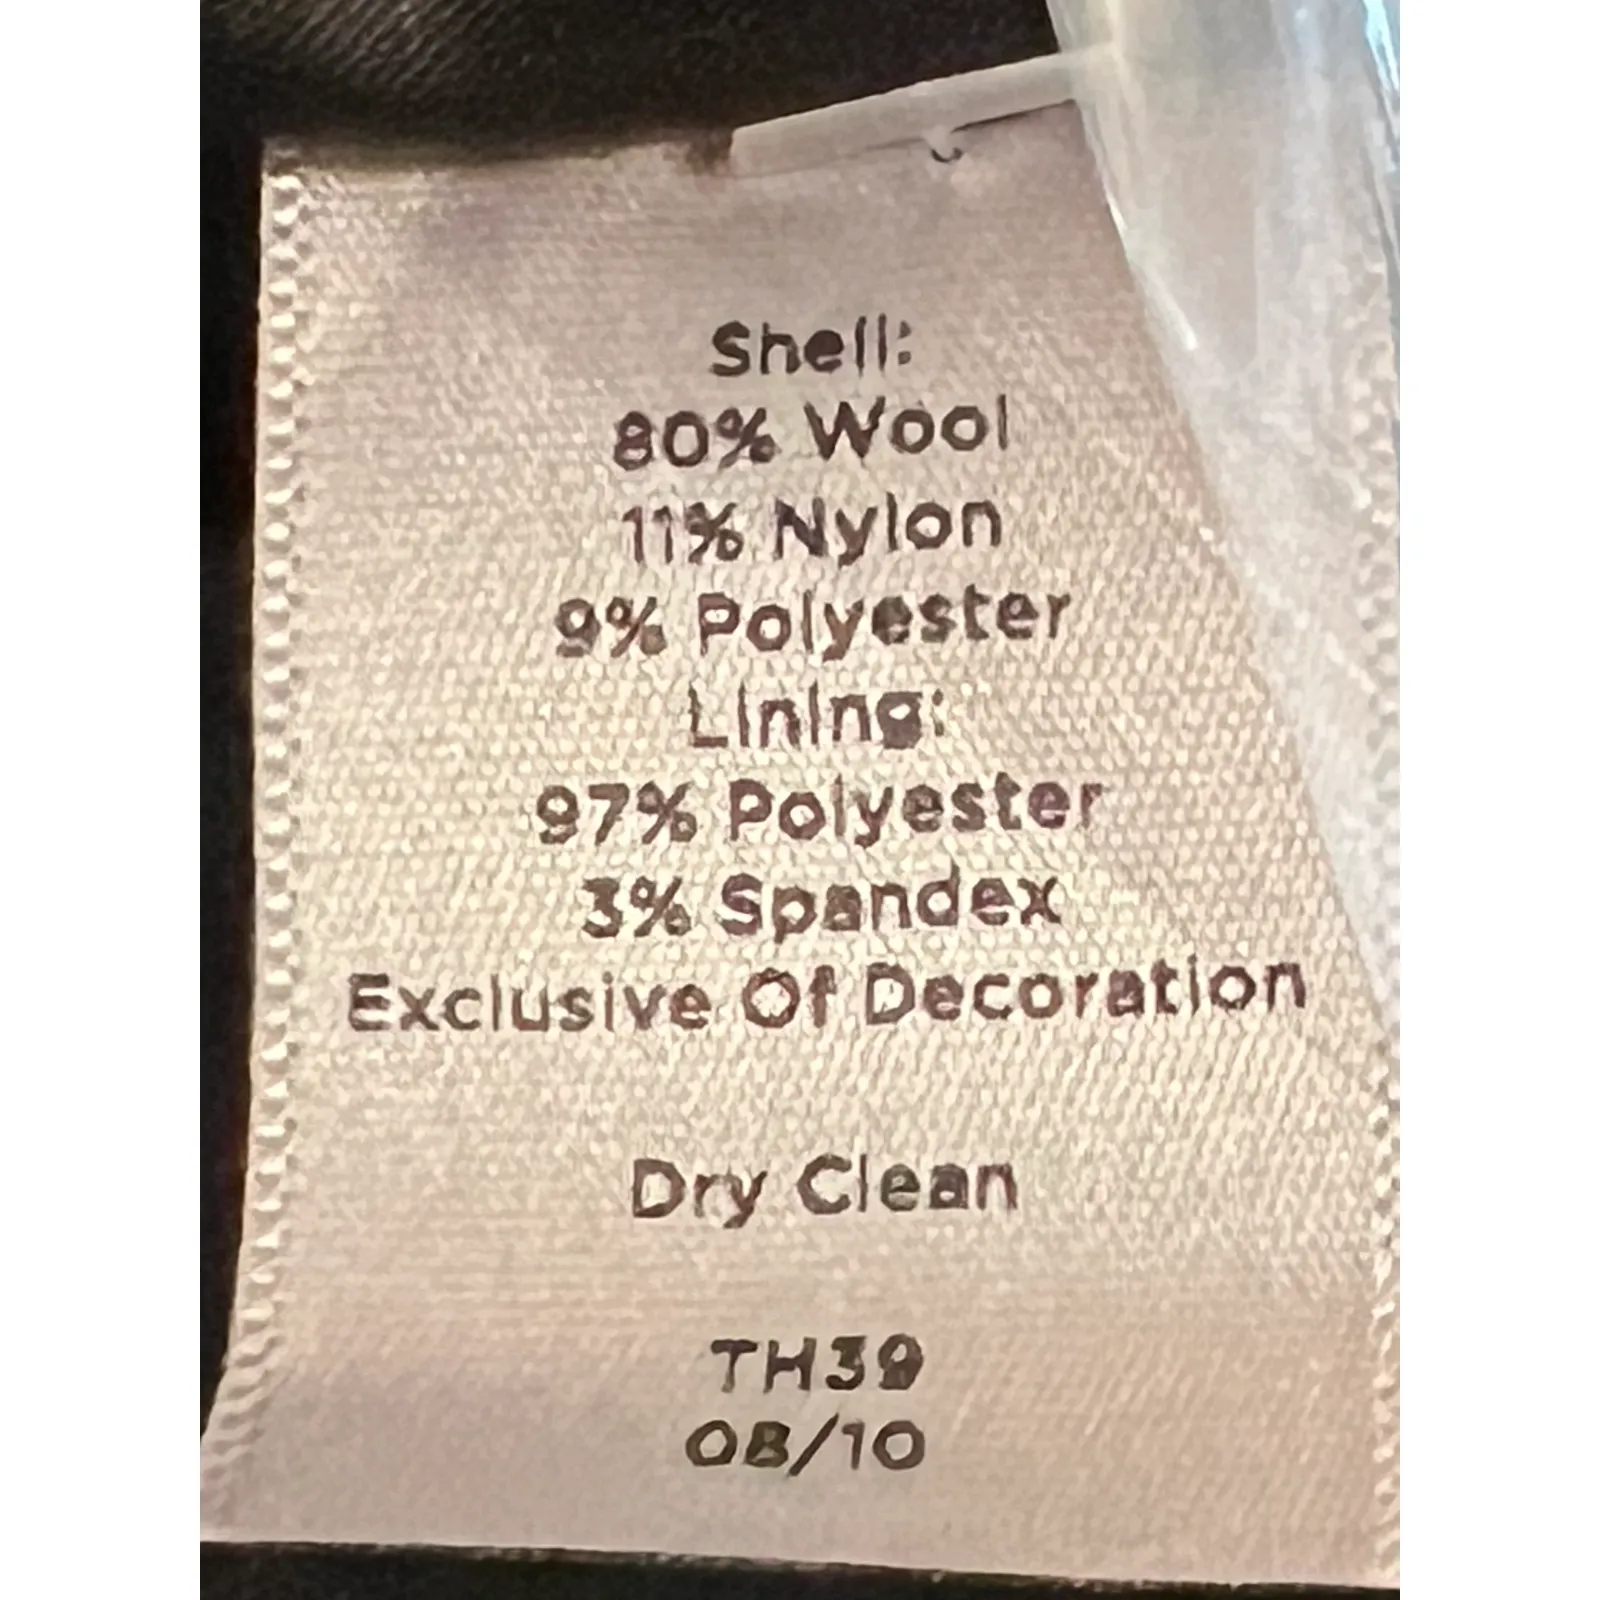 Shell:
80% Wool
11% Nylon
9% Polyester
Lining:
97% Polyester
3% Spandex
Exclusive Of Decoration
Dry Clean
TH39
08/10